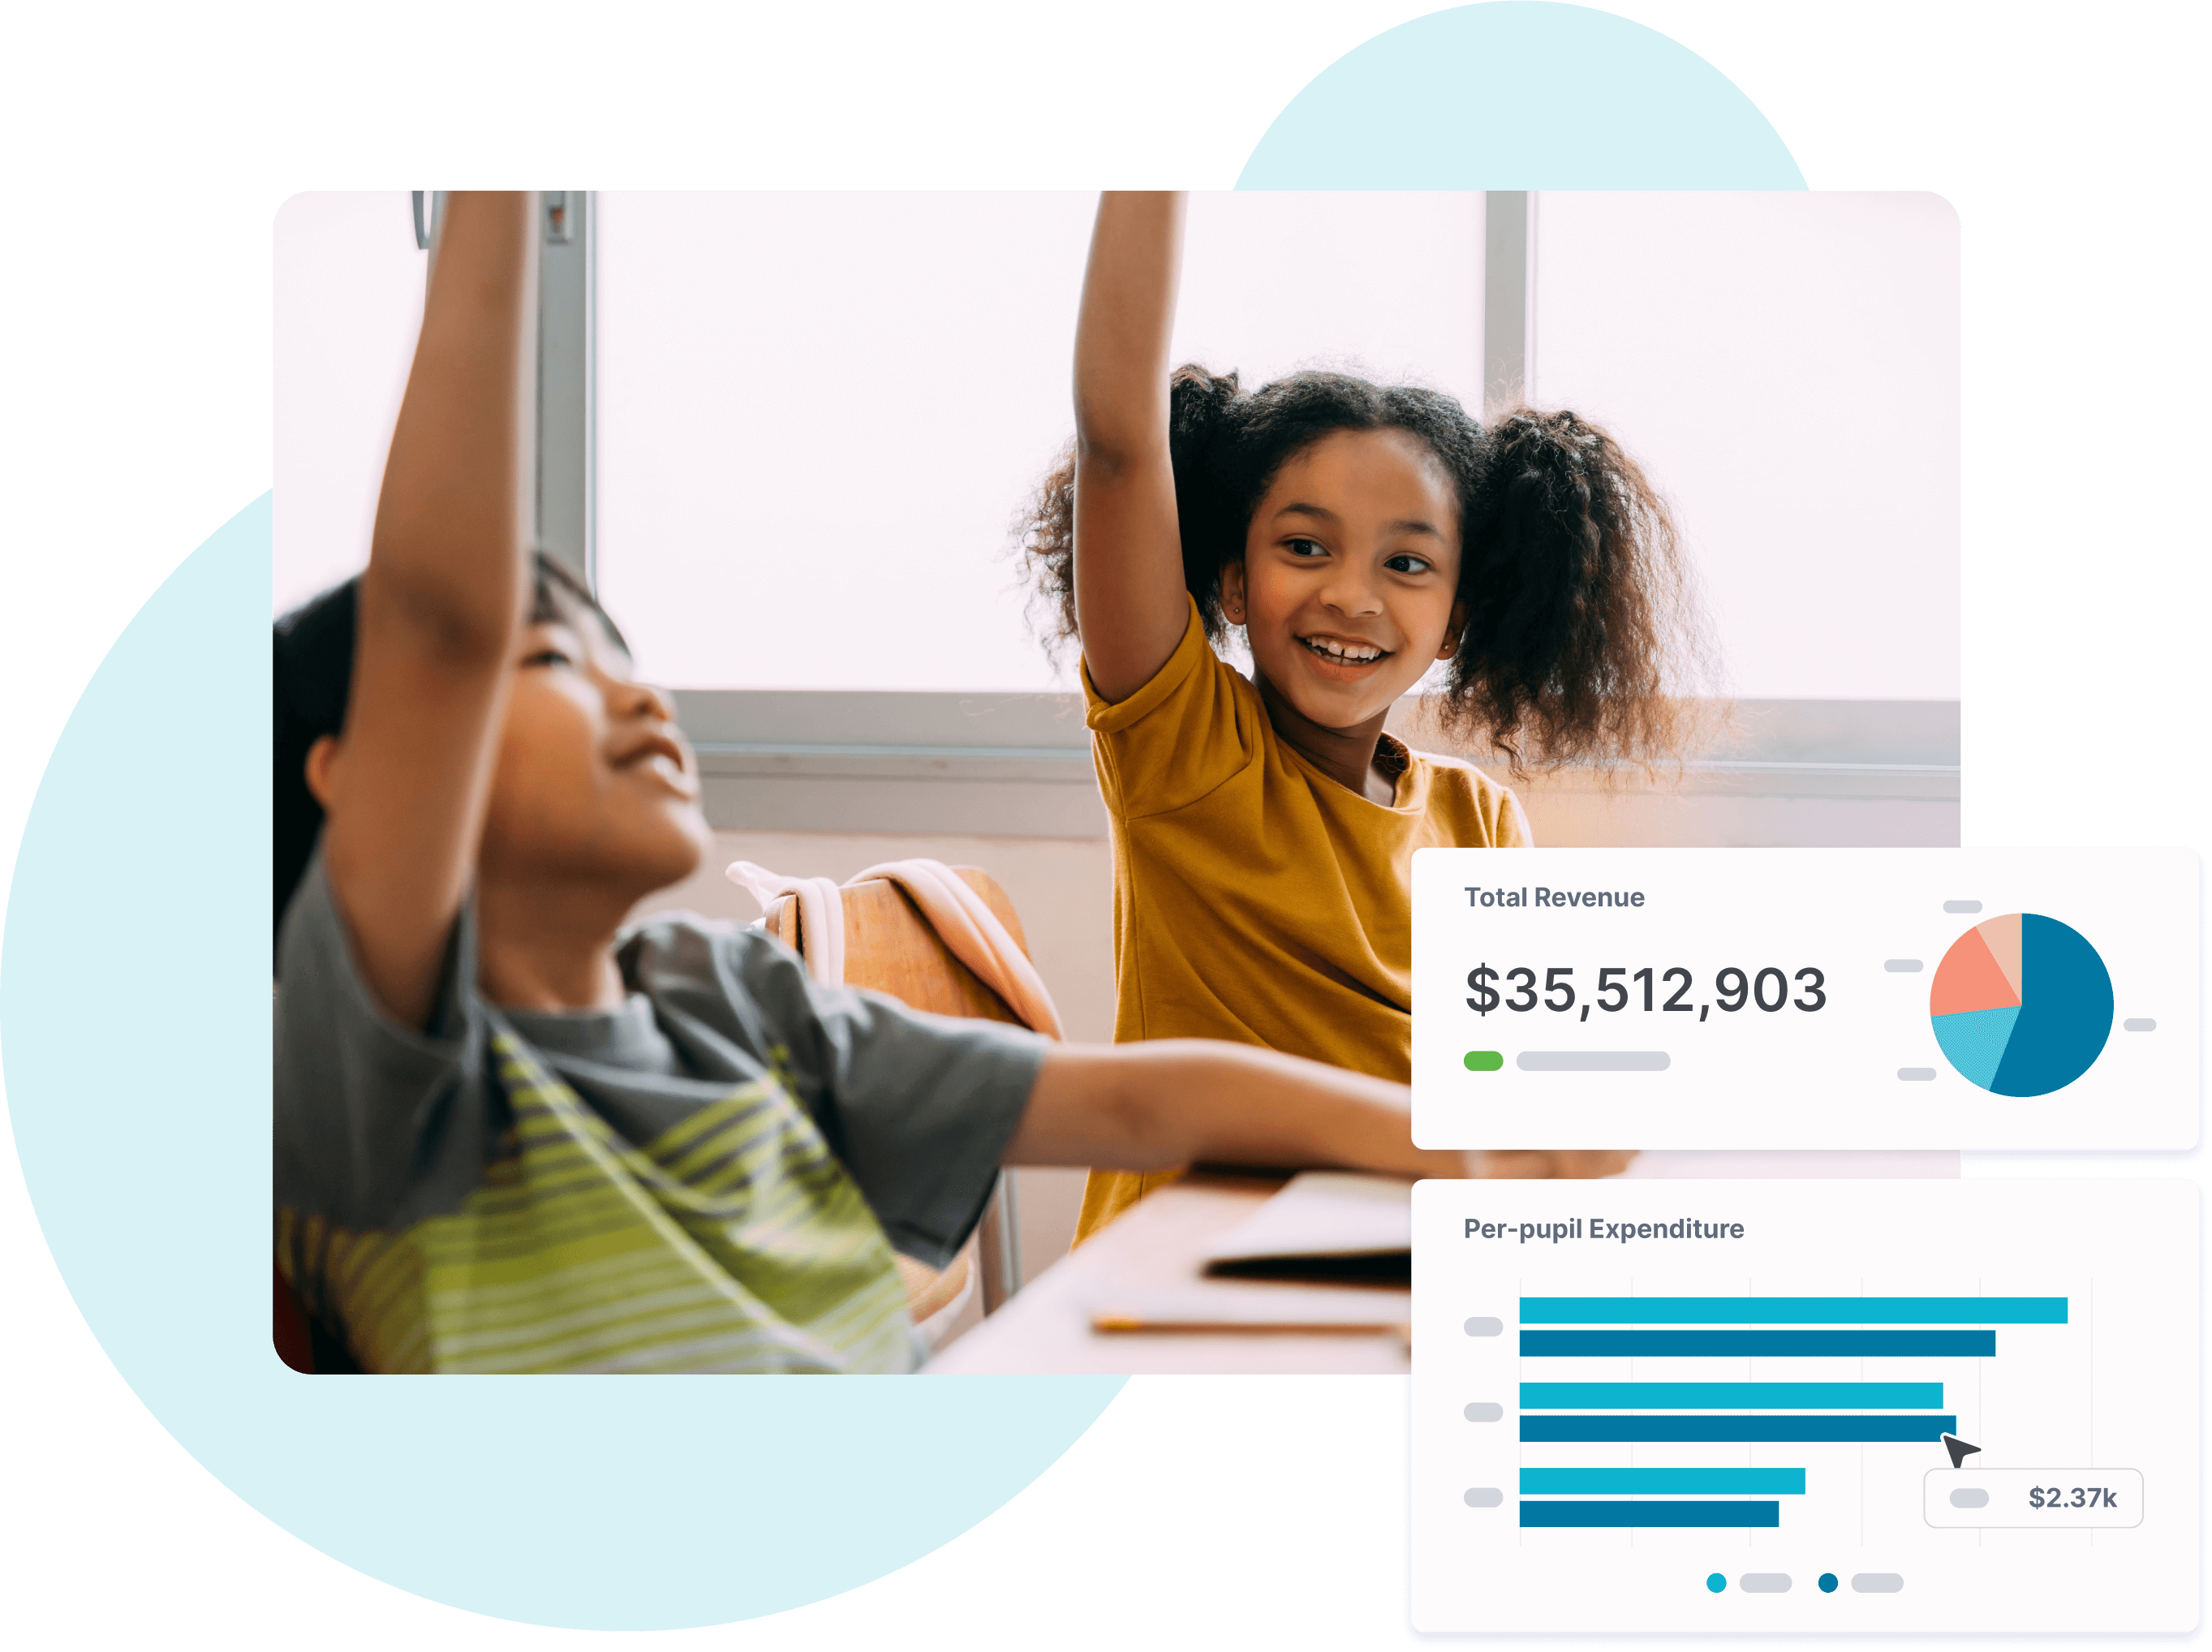 Total Revenue
$35,512,903
Per-pupil Expenditure
$2.37k